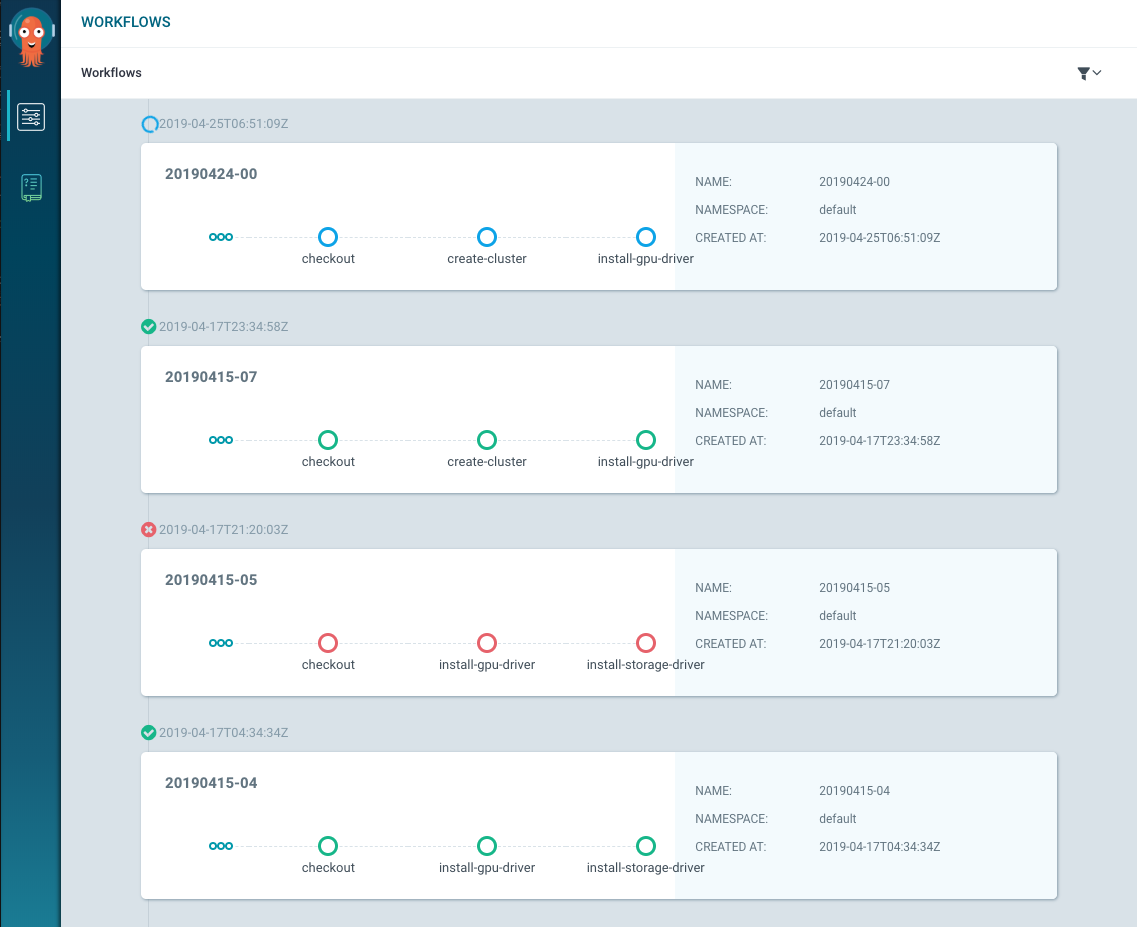 WORKFLOWS
Workflows
2019-04-25T06:51:09Z
20190424-00
checkout create-cluster install-gpu-driver
NAME: 20190424-00
NAMESPACE: default
CREATED AT: 2019-04-25T06:51:09Z
2019-04-17T23:34:58Z
20190415-07
checkout create-cluster install-gpu-driver
NAME: 20190415-07
NAMESPACE: default
CREATED AT: 2019-04-17T23:34:58Z
2019-04-17T21:20:03Z
20190415-05
checkout install-gpu-driver install-storage-driver
NAME: 20190415-05
NAMESPACE: default
CREATED AT: 2019-04-17T21:20:03Z
2019-04-17T04:34:34Z
20190415-04
checkout install-gpu-driver install-storage-driver
NAME: 20190415-04
NAMESPACE: default
CREATED AT: 2019-04-17T04:34:34Z